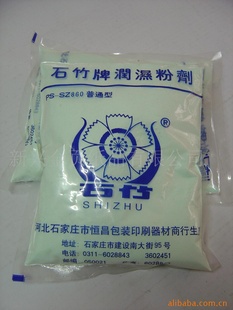 石竹牌潤濕粉劑
PS-SZ860 普通型
®
石竹
SHIZHU
河北石家庄市恒昌包装印刷器材商行生
地址: 石家庄市建设南大街95号
电话: 0311-6028843 3602451
alibaba.com.cn